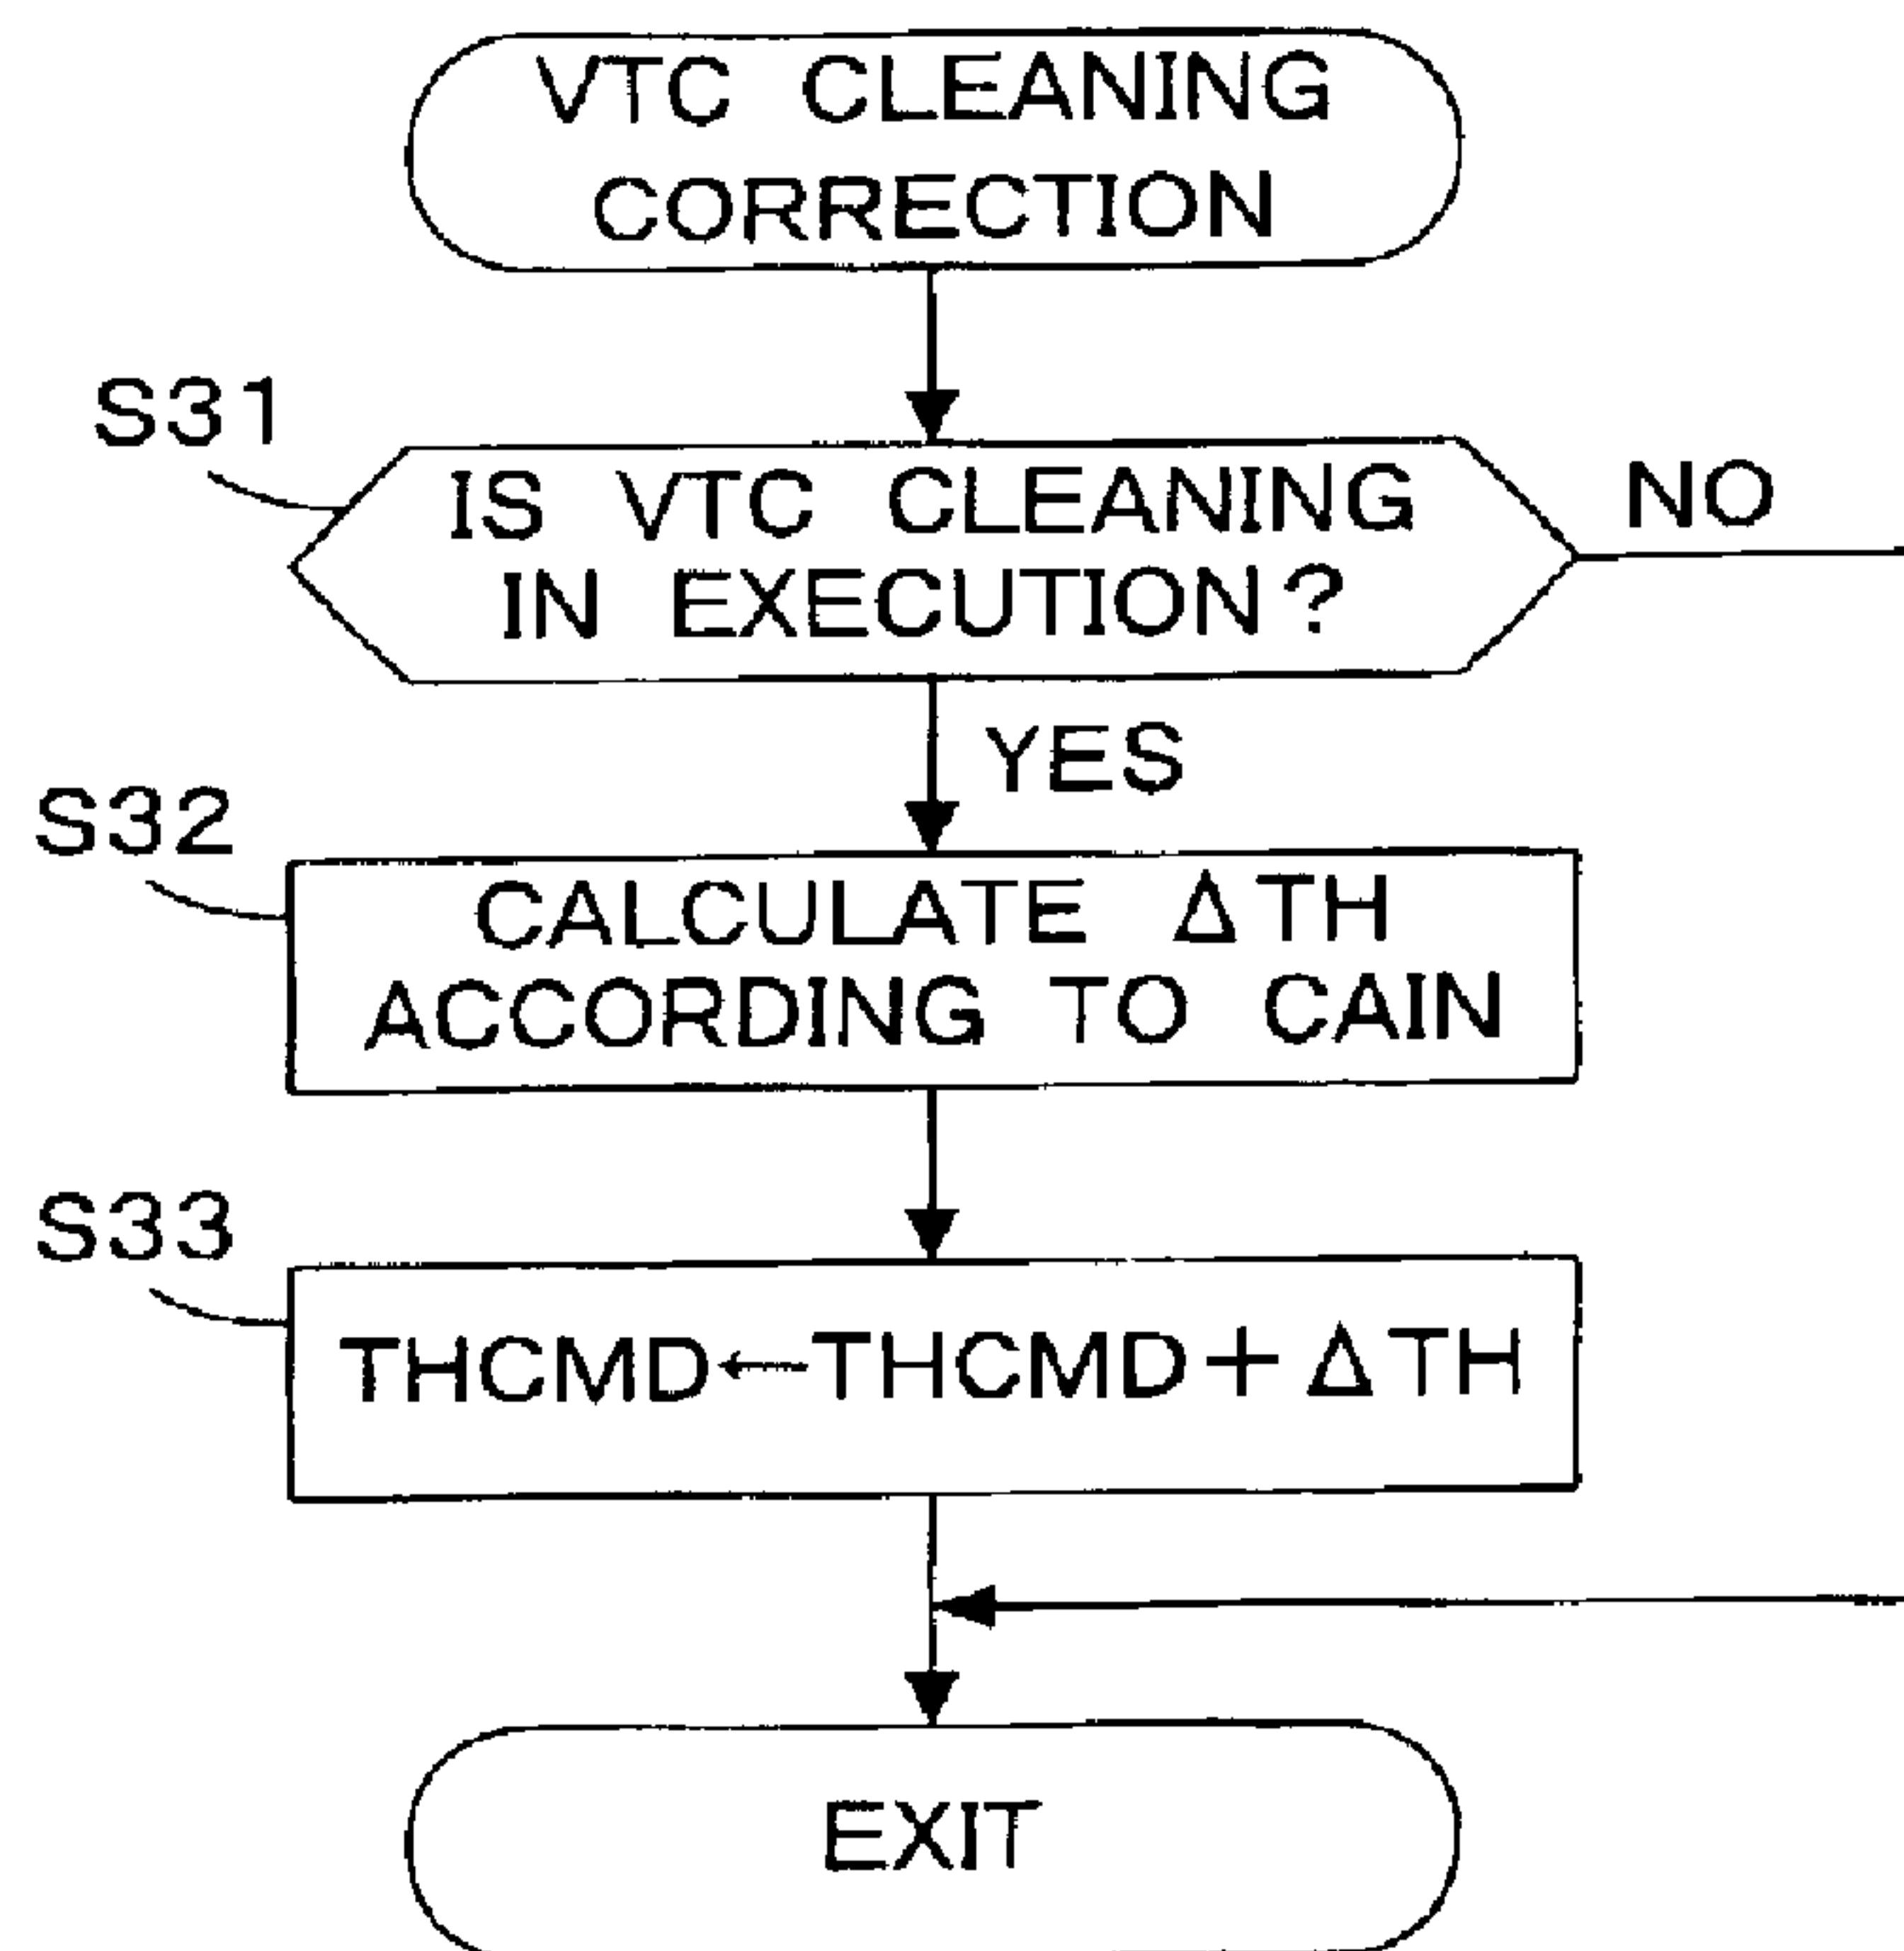 VTC CLEANING
CORRECTION
S31
IS VTC CLEANING
IN EXECUTION?
NO
YES
S32
CALCULATE ΔTH
ACCORDING TO CAIN
S33
THCMD←THCMD+ΔTH
EXIT